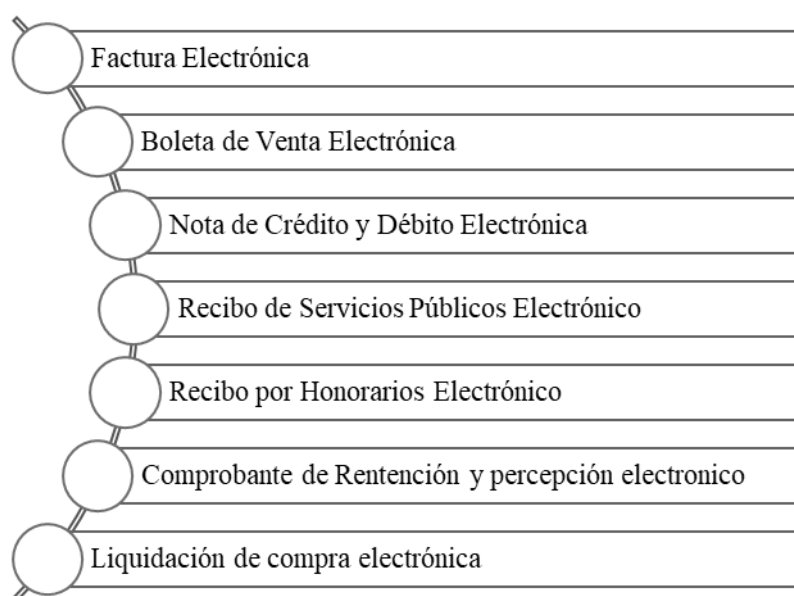 Factura Electrónica
Boleta de Venta Electrónica
Nota de Crédito y Débito Electrónica
Recibo de Servicios Públicos Electrónico
Recibo por Honorarios Electrónico
Comprobante de Rentención y percepción electronico
Liquidación de compra electrónica